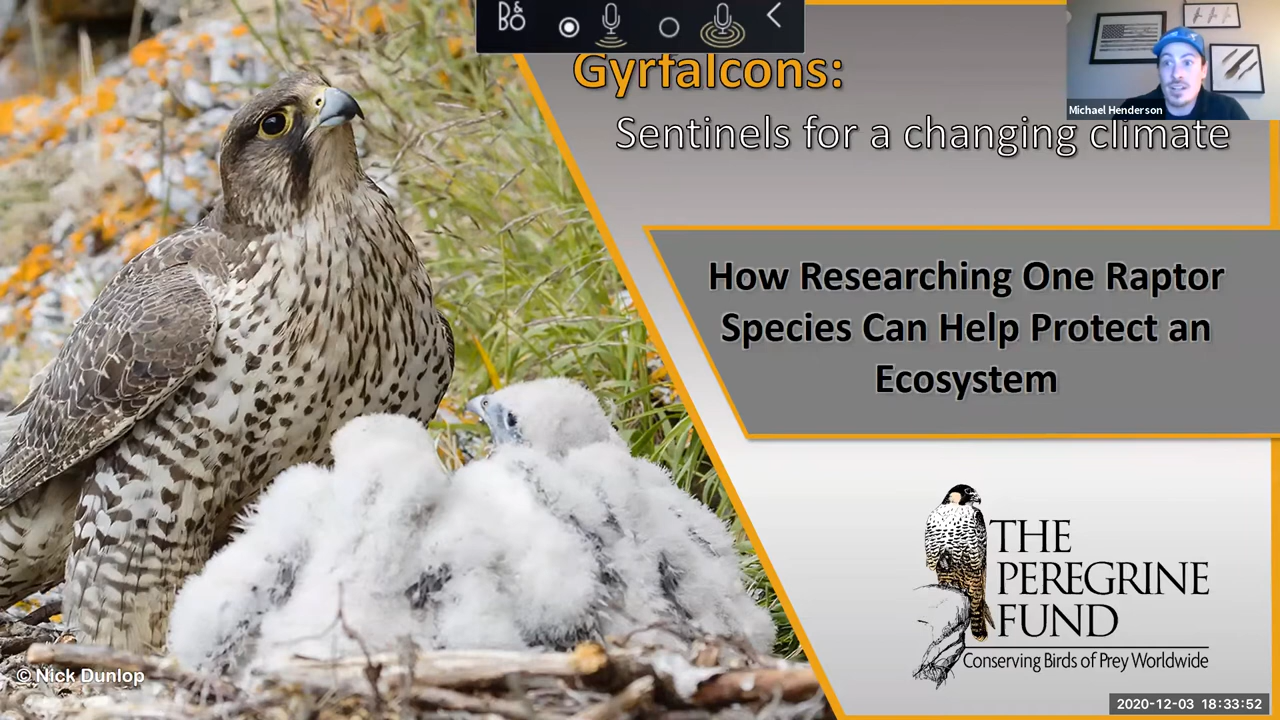 B&O
Gyrfalcons:
Sentinels for a changing climate
Michael Henderson
How Researching One Raptor
Species Can Help Protect an
Ecosystem
THE
PEREGRINE
FUND
Conserving Birds of Prey Worldwide
© Nick Dunlop
2020-12-03 18:33:52